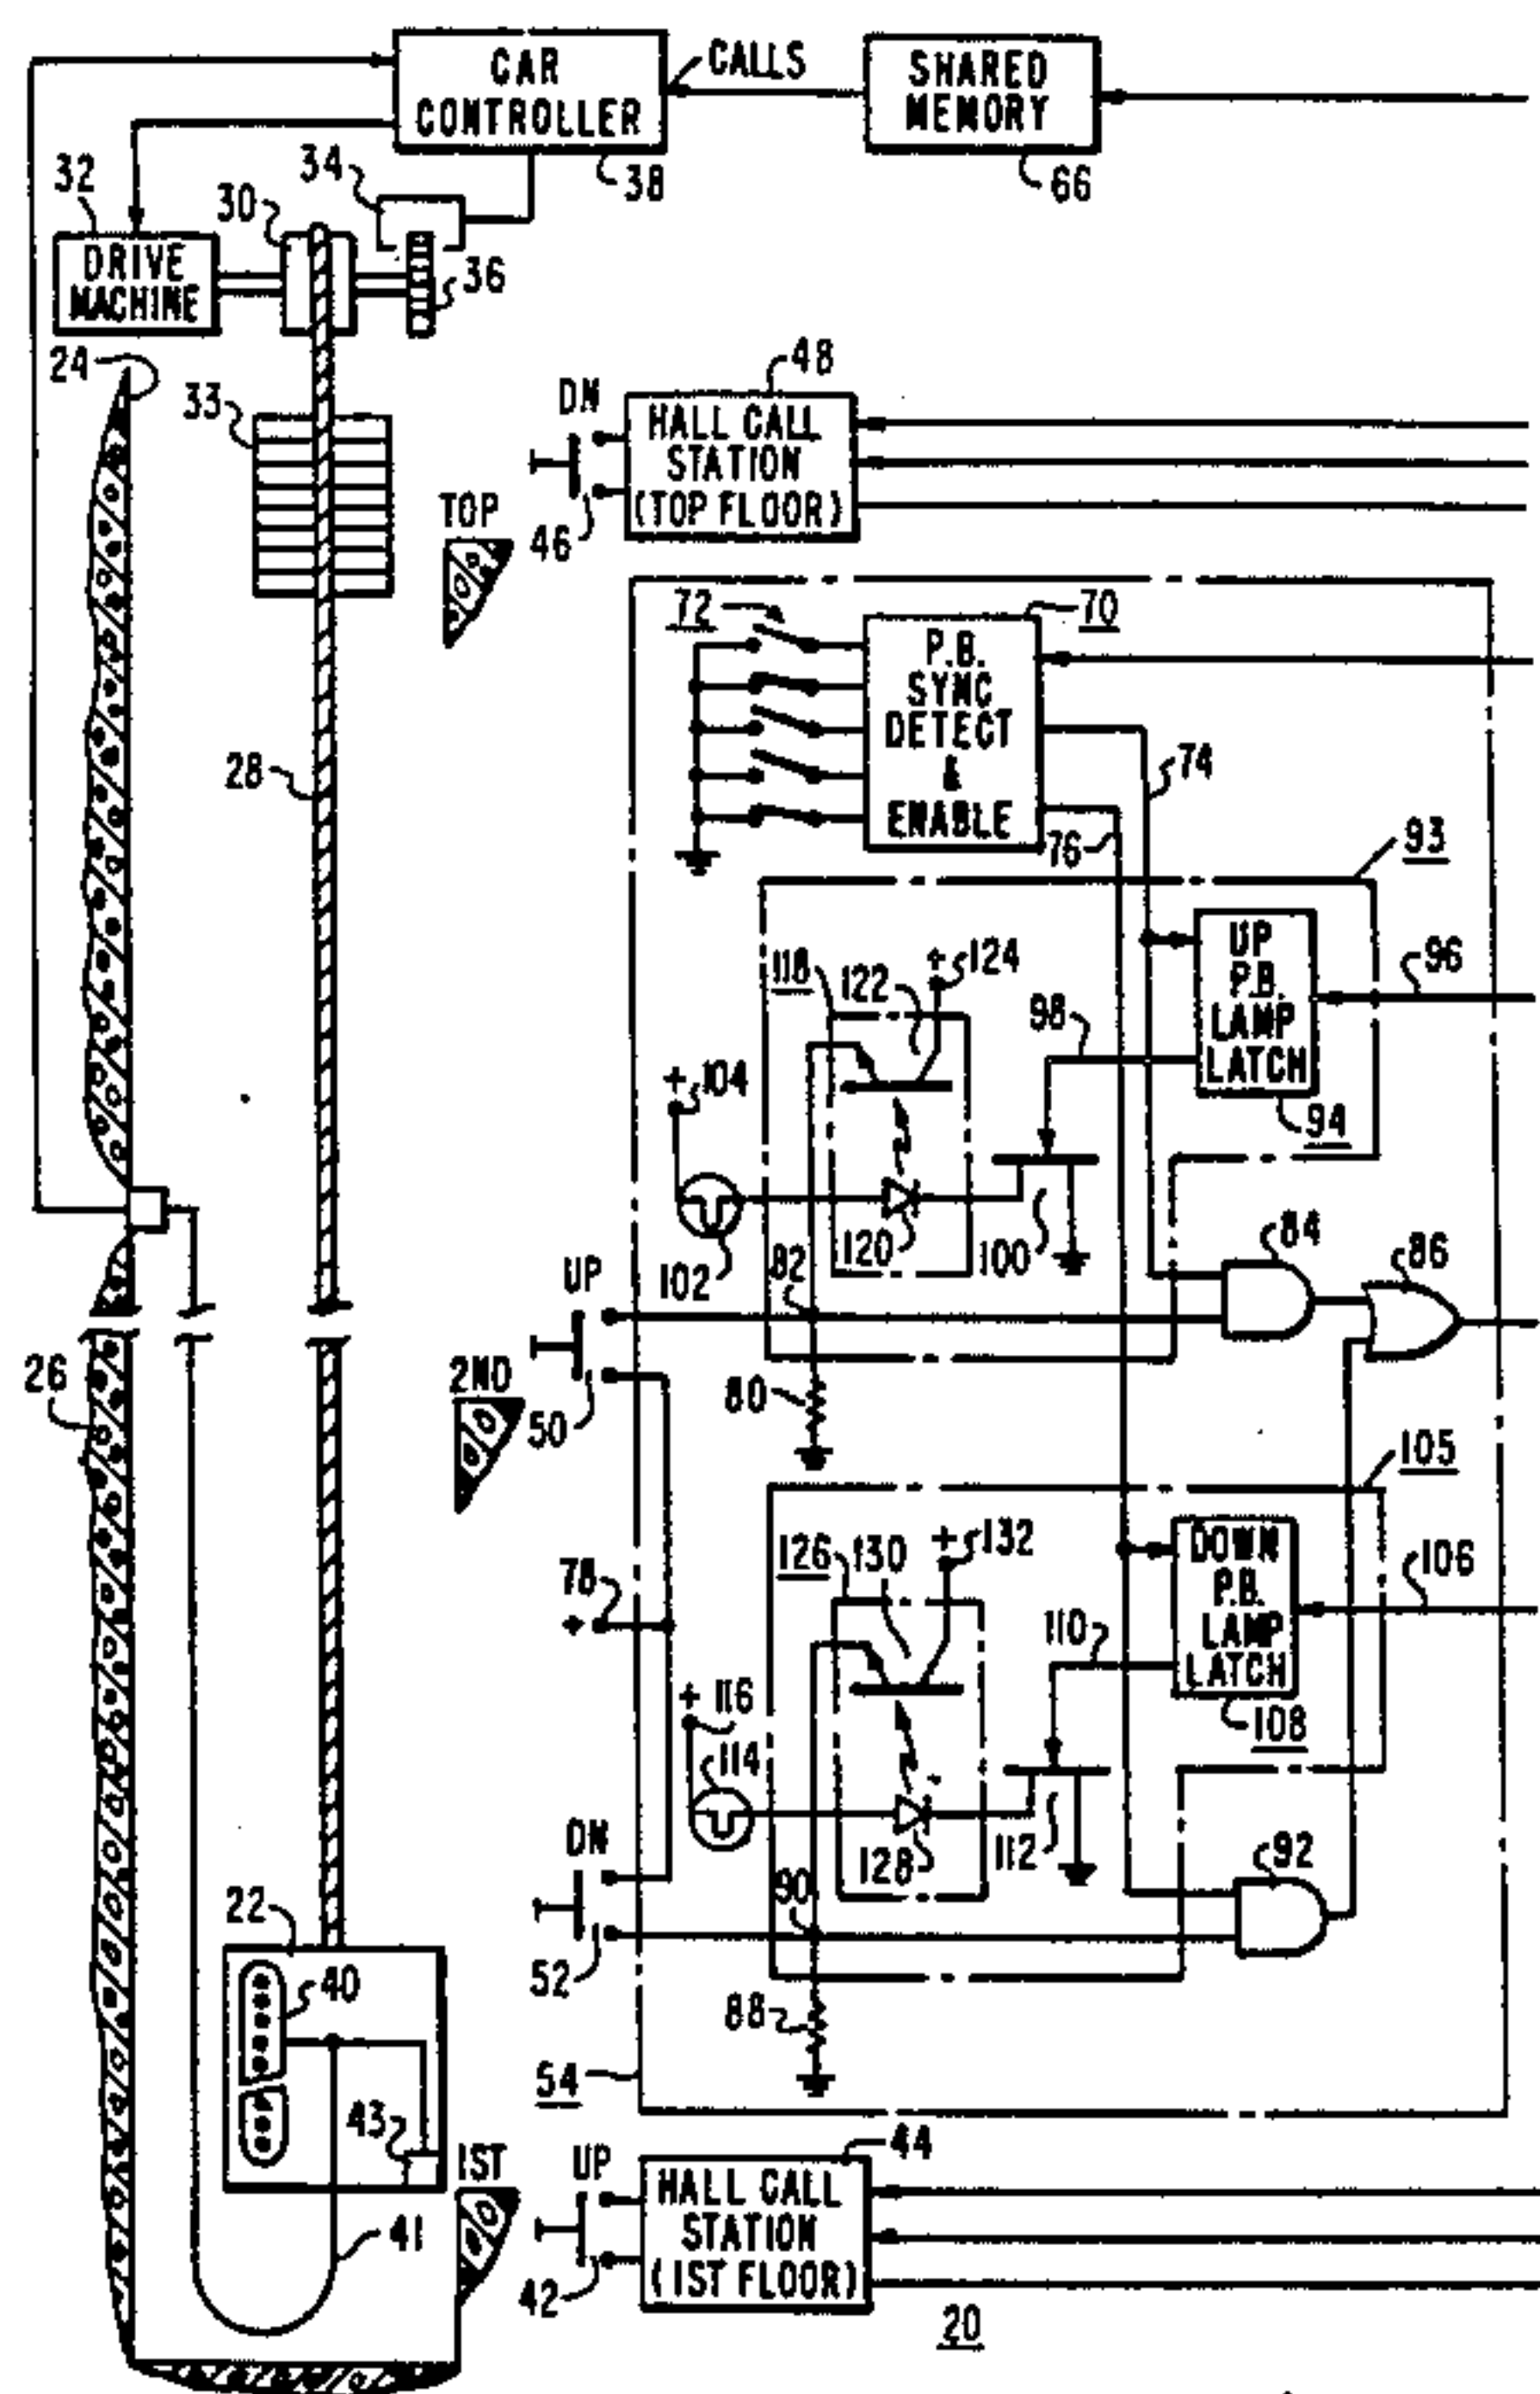 CAR
CONTROLLER
CALLS
SHARED
MEMORY
38
66
32
30
34
DRIVE
MACHINE
36
24
33
48
DN
HALL CALL
STATION
(TOP FLOOR)
TOP
46
72
70
P.B.
SYNC
DETECT
&
ENABLE
28
74
76
93
UP
P.B.
LAMP
LATCH
96
118
122
+
124
98
+
104
94
120
100
102
82
84
86
UP
26
2ND
50
80
105
126
130
+
132
DOWN
P.B.
LAMP
LATCH
106
78
+
110
+
116
114
108
DN
128
112
92
90
22
40
52
88
54
43
1ST
UP
44
HALL CALL
STATION
(1ST FLOOR)
41
42
20